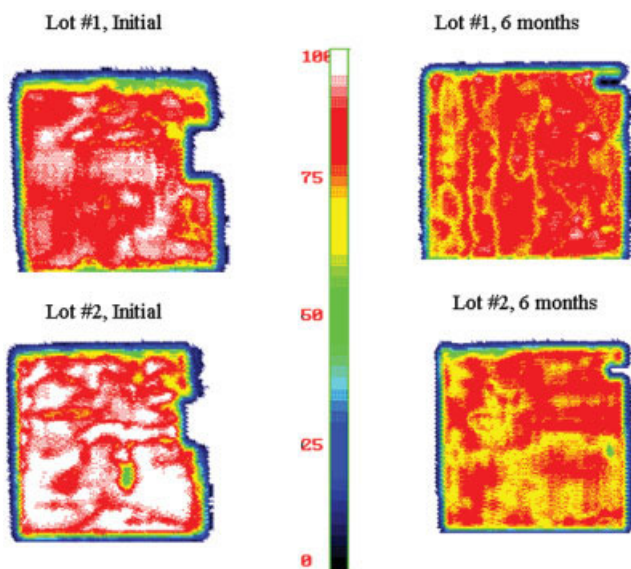 Lot #1, Initial
Lot #1, 6 months
100
75
50
25
0
Lot #2, Initial
Lot #2, 6 months